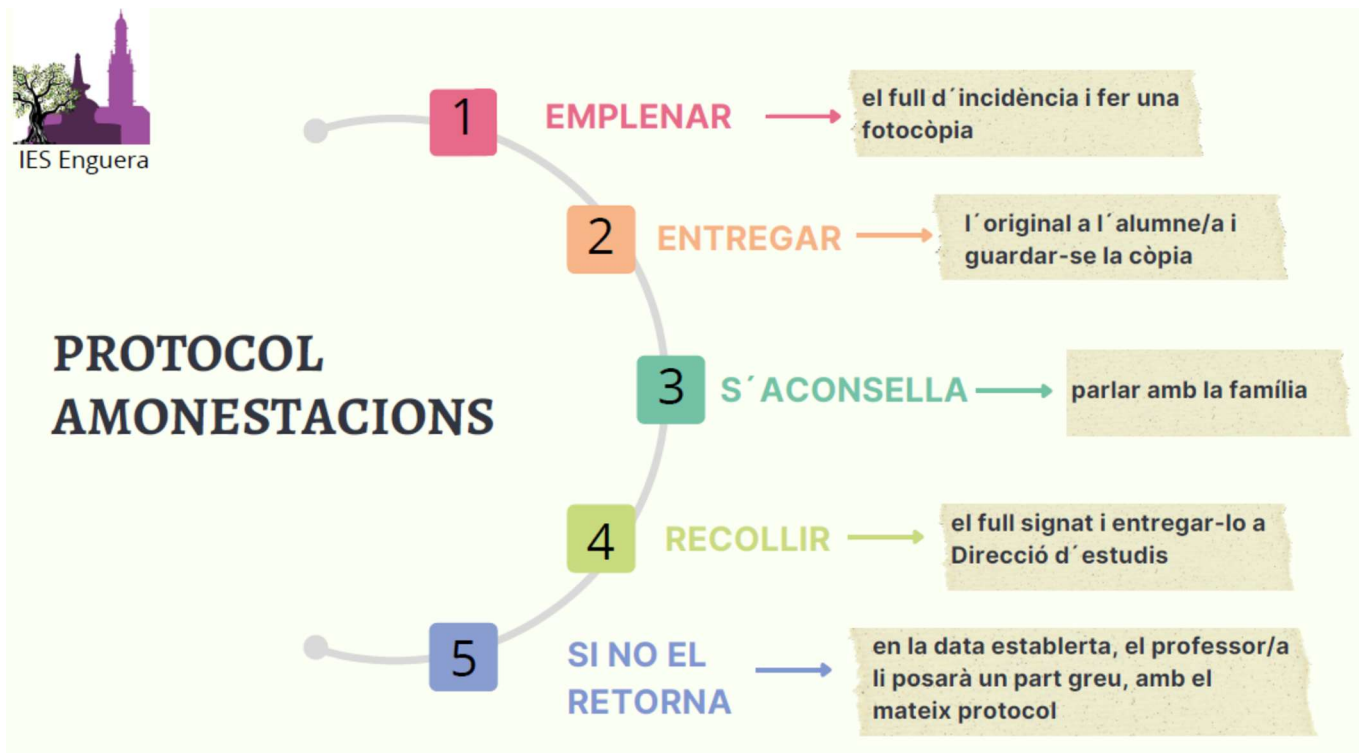 IES Enguera
PROTOCOL
AMONESTACIONS
1
EMPLENAR
el full d´incidència i fer una
fotocòpia
2
ENTREGAR
l´original a l´alumne/a i
guardar-se la còpia
3
S´ACONSELLA
parlar amb la família
4
RECOLLIR
el full signat i entregar-lo a
Direcció d´estudis
5
SI NO EL
RETORNA
en la data establerta, el professor/a
li posarà un part greu, amb el
mateix protocol